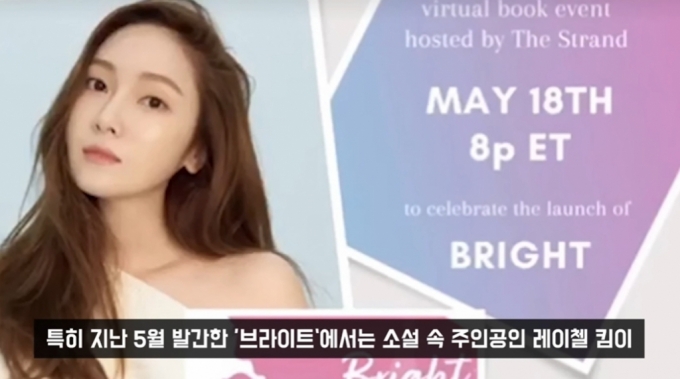 virtual book event
hosted by The Strand
MAY 18TH
8p ET
to celebrate the launch of
BRIGHT
Bright
특히 지난 5월 발간한 '브라이트'에서는 소설 속 주인공인 레이첼 킴이